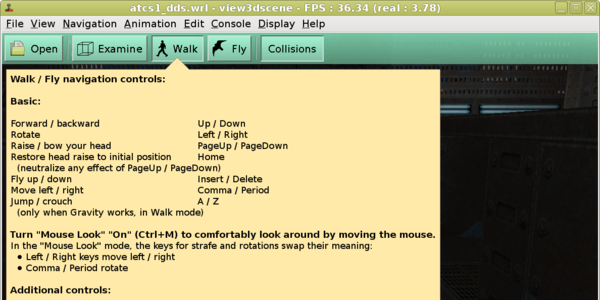 atcs1_dds.wrl - view3dscene - FPS : 36.34 (real : 3.78)
File View Navigation Animation Edit Console Display Help
Open Examine Walk Fly Collisions
Walk / Fly navigation controls:
Basic:
Forward / backward Up / Down
Rotate Left / Right
Raise / bow your head PageUp / PageDown
Restore head raise to initial position Home
(neutralize any effect of PageUp / PageDown)
Fly up / down Insert / Delete
Move left / right Comma / Period
Jump / crouch A / Z
(only when Gravity works, in Walk mode)
Turn "Mouse Look" "On" (Ctrl+M) to comfortably look around by moving the mouse.
In the "Mouse Look" mode, the keys for strafe and rotations swap their meaning:
• Left / Right keys move left / right
• Comma / Period rotate
Additional controls: